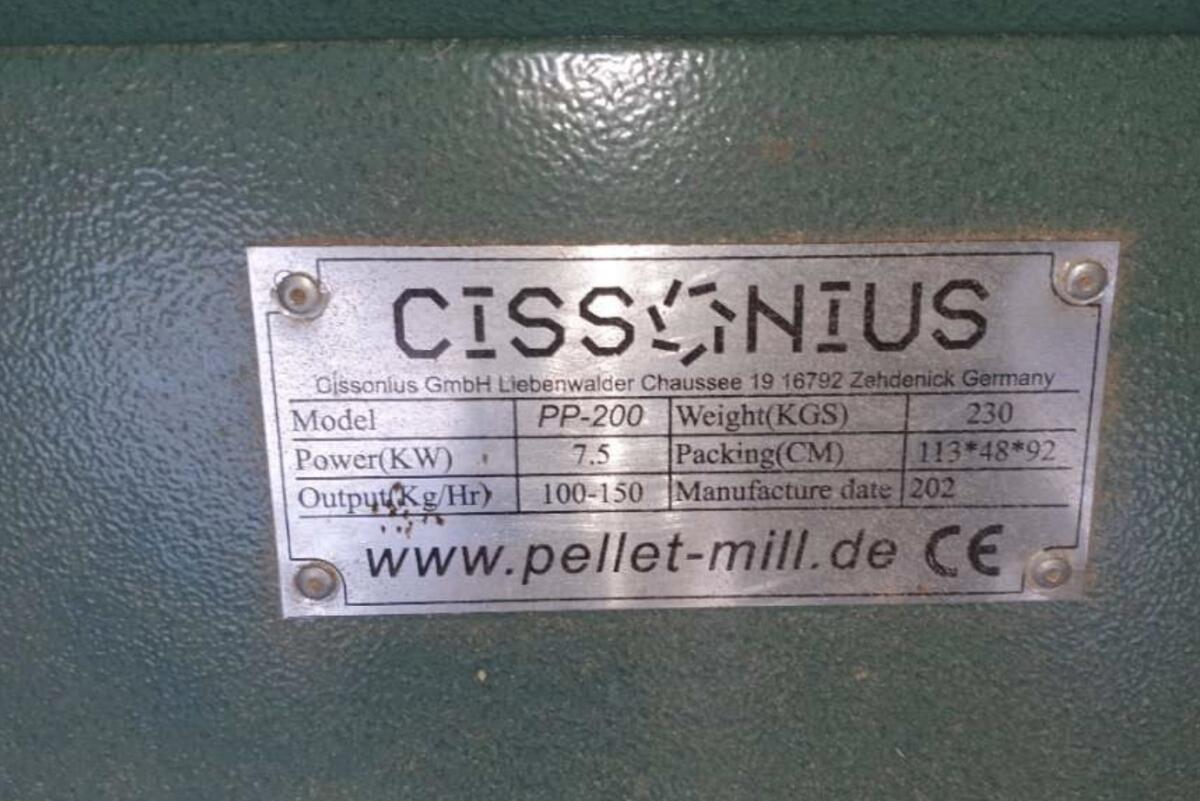 CISSONIUS
Cissonius GmbH Liebenwalder Chaussee 19 16792 Zehdenick Germany
Model PP-200 Weight(KGS) 230
Power(KW) 7.5 Packing(CM) 113*48*92
Output(Kg/Hr) 100-150 Manufacture date 202
www.pellet-mill.de CE